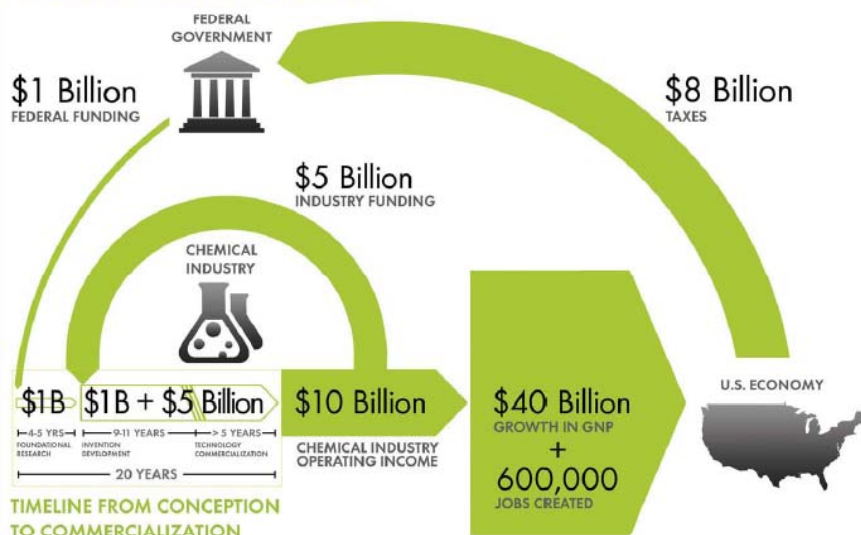 FEDERAL
GOVERNMENT
$1 Billion
FEDERAL FUNDING
$8 Billion
TAXES
$5 Billion
INDUSTRY FUNDING
CHEMICAL
INDUSTRY
$1B
$1B + $5 Billion
$10 Billion
CHEMICAL INDUSTRY
OPERATING INCOME
4-5 YRS
FOUNDATIONAL
RESEARCH
9-11 YEARS
INVENTION
DEVELOPMENT
> 5 YEARS
TECHNOLOGY
COMMERCIALIZATION
20 YEARS
TIMELINE FROM CONCEPTION
TO COMMERCIALIZATION
$40 Billion
GROWTH IN GNP
+
600,000
JOBS CREATED
U.S. ECONOMY